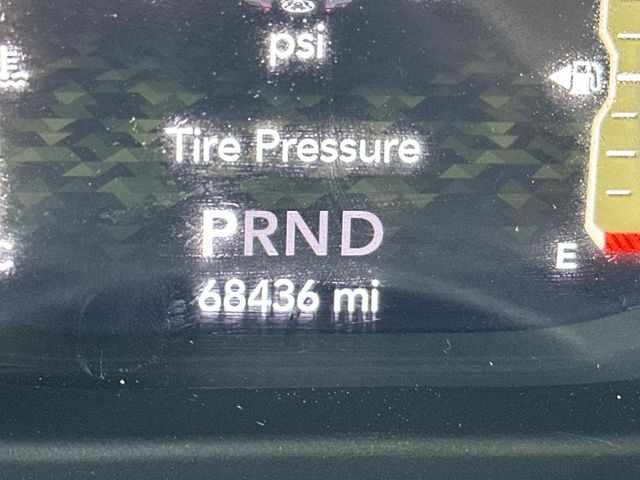 psi
Tire Pressure
PRND
E
68436 mi